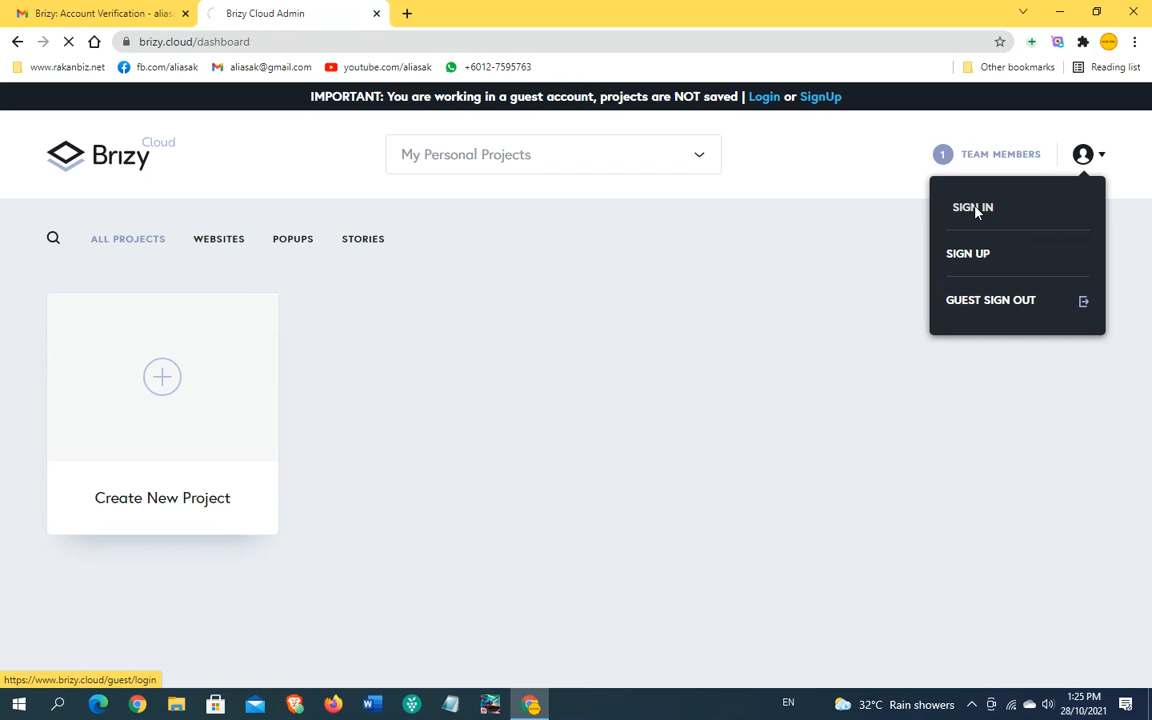 Brizy: Account Verification - alias
Brizy Cloud Admin
brizy.cloud/dashboard
www.rakanbiz.net
fb.com/aliasak
aliasak@gmail.com
youtube.com/aliasak
+6012-7595763
Other bookmarks
Reading list
IMPORTANT: You are working in a guest account, projects are NOT saved | Login or SignUp
Brizy Cloud
My Personal Projects
1 TEAM MEMBERS
SIGN IN
SIGN UP
GUEST SIGN OUT
ALL PROJECTS
WEBSITES
POPUPS
STORIES
Create New Project
https://www.brizy.cloud/guest/login
EN
32°C Rain showers
1:25 PM
28/10/2021